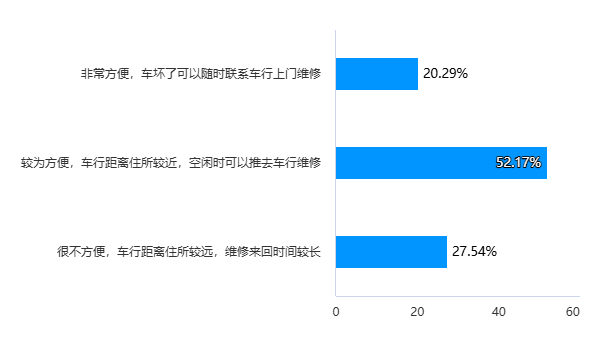 非常方便，车坏了可以随时联系车行上门维修
20.29%
较为方便，车行距离住所较近，空闲时可以推去车行维修
52.17%
很不方便，车行距离住所较远，维修来回时间较长
27.54%
0 20 40 60